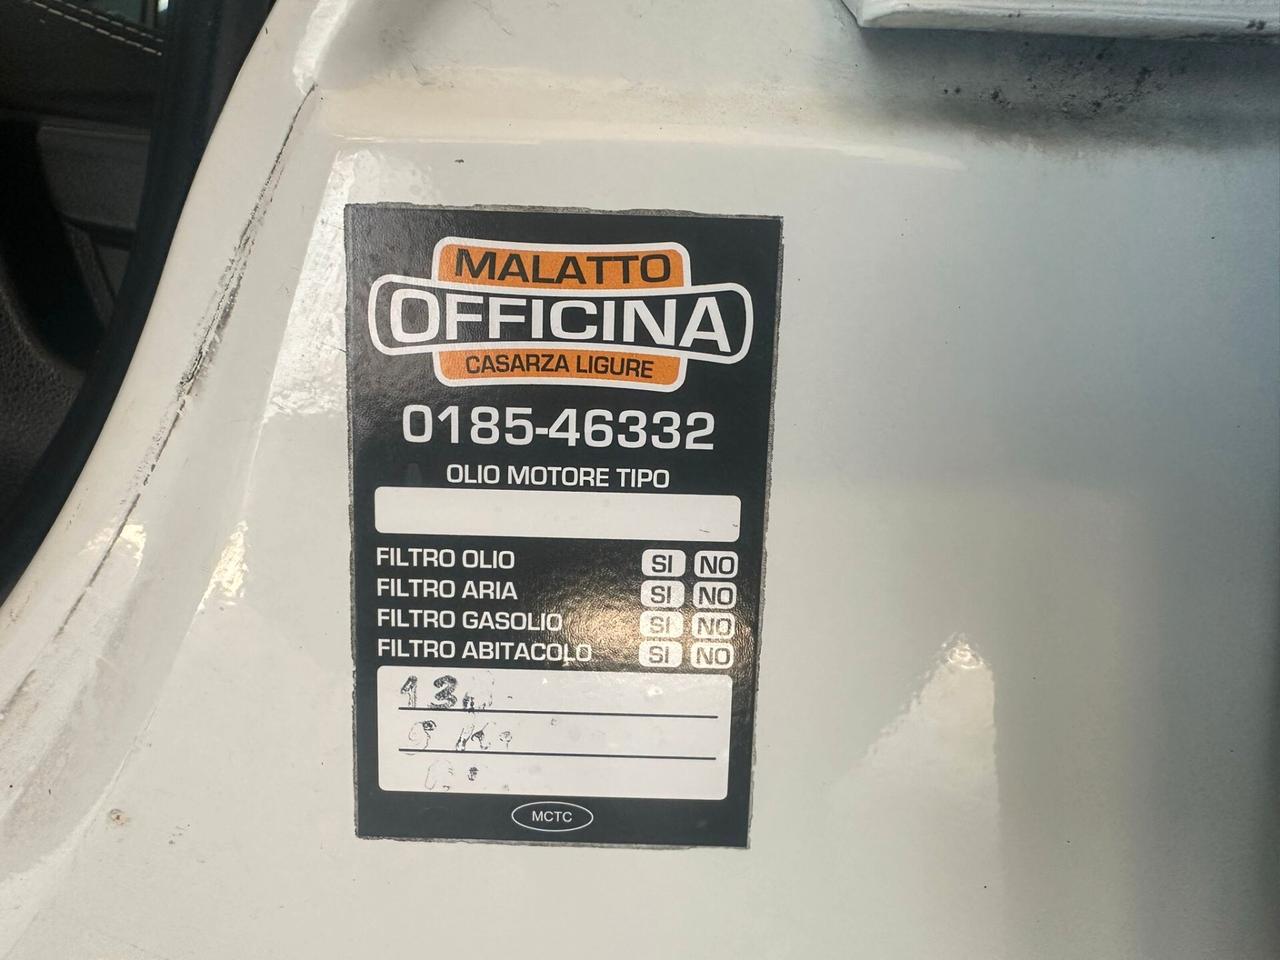 MALATTO
OFFICINA
CASARZA LIGURE
0185-46332
OLIO MOTORE TIPO
FILTRO OLIO SI NO
FILTRO ARIA SI NO
FILTRO GASOLIO SI NO
FILTRO ABITACOLO SI NO
MCTC